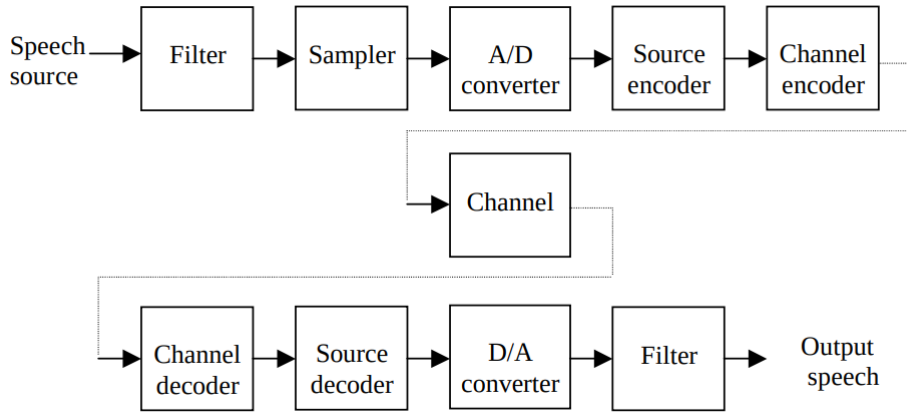 Speech
source
Filter
Sampler
A/D
converter
Source
encoder
Channel
encoder
Channel
Channel
decoder
Source
decoder
D/A
converter
Filter
Output
speech